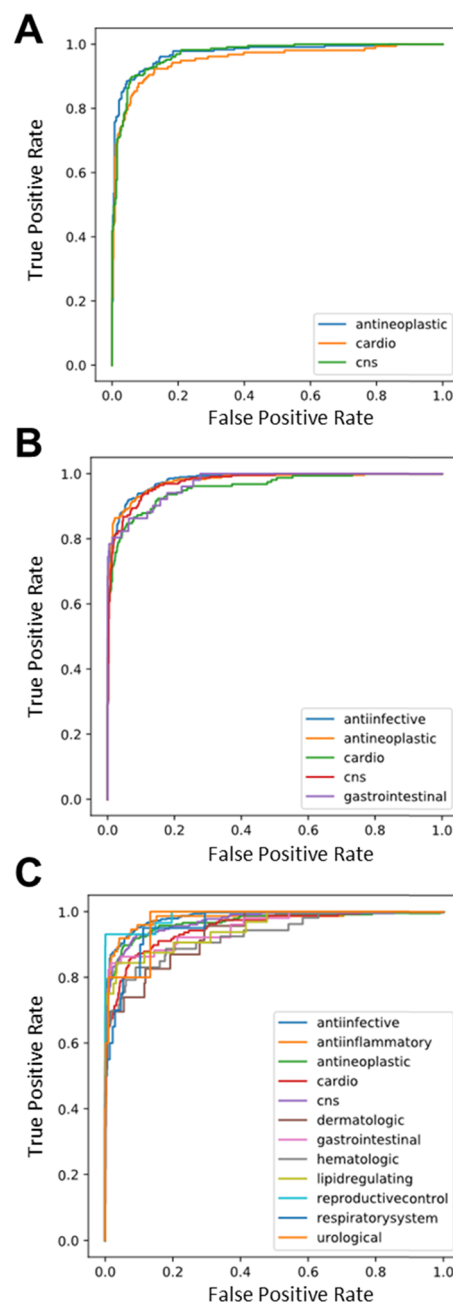 A
1.0
0.8
0.6
0.4
0.2
0.0
True Positive Rate
antineoplastic
cardio
cns
0.0 0.2 0.4 0.6 0.8 1.0
False Positive Rate
B
1.0
0.8
0.6
0.4
0.2
0.0
True Positive Rate
antiinfective
antineoplastic
cardio
cns
gastrointestinal
0.0 0.2 0.4 0.6 0.8 1.0
False Positive Rate
C
1.0
0.8
0.6
0.4
0.2
0.0
True Positive Rate
antiinfective
antiinflammatory
antineoplastic
cardio
cns
dermatologic
gastrointestinal
hematologic
lipidregulating
reproductivecontrol
respiratorysystem
urological
0.0 0.2 0.4 0.6 0.8 1.0
False Positive Rate